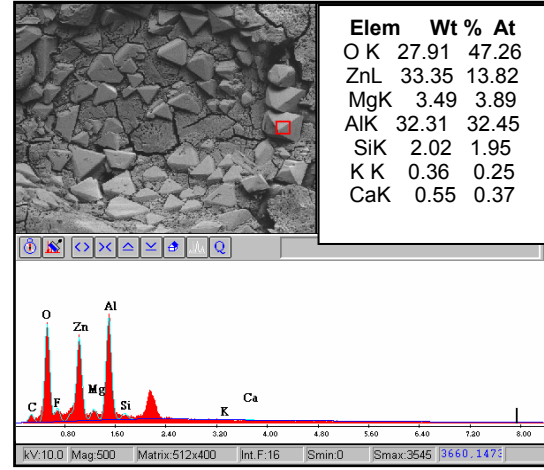 Elem Wt % At
O K 27.91 47.26
ZnL 33.35 13.82
MgK 3.49 3.89
AlK 32.31 32.45
SiK 2.02 1.95
K K 0.36 0.25
CaK 0.55 0.37
Q
Al
O
Zn
Mg
Ca
C F Si K
0.80 1.60 2.40 3.20 4.00 4.80 5.60 6.40 7.20 8.00
kV:10.0 Mag:500 Matrix:512x400 Int.F:16 Smin:0 Smax:3545 3660,1473